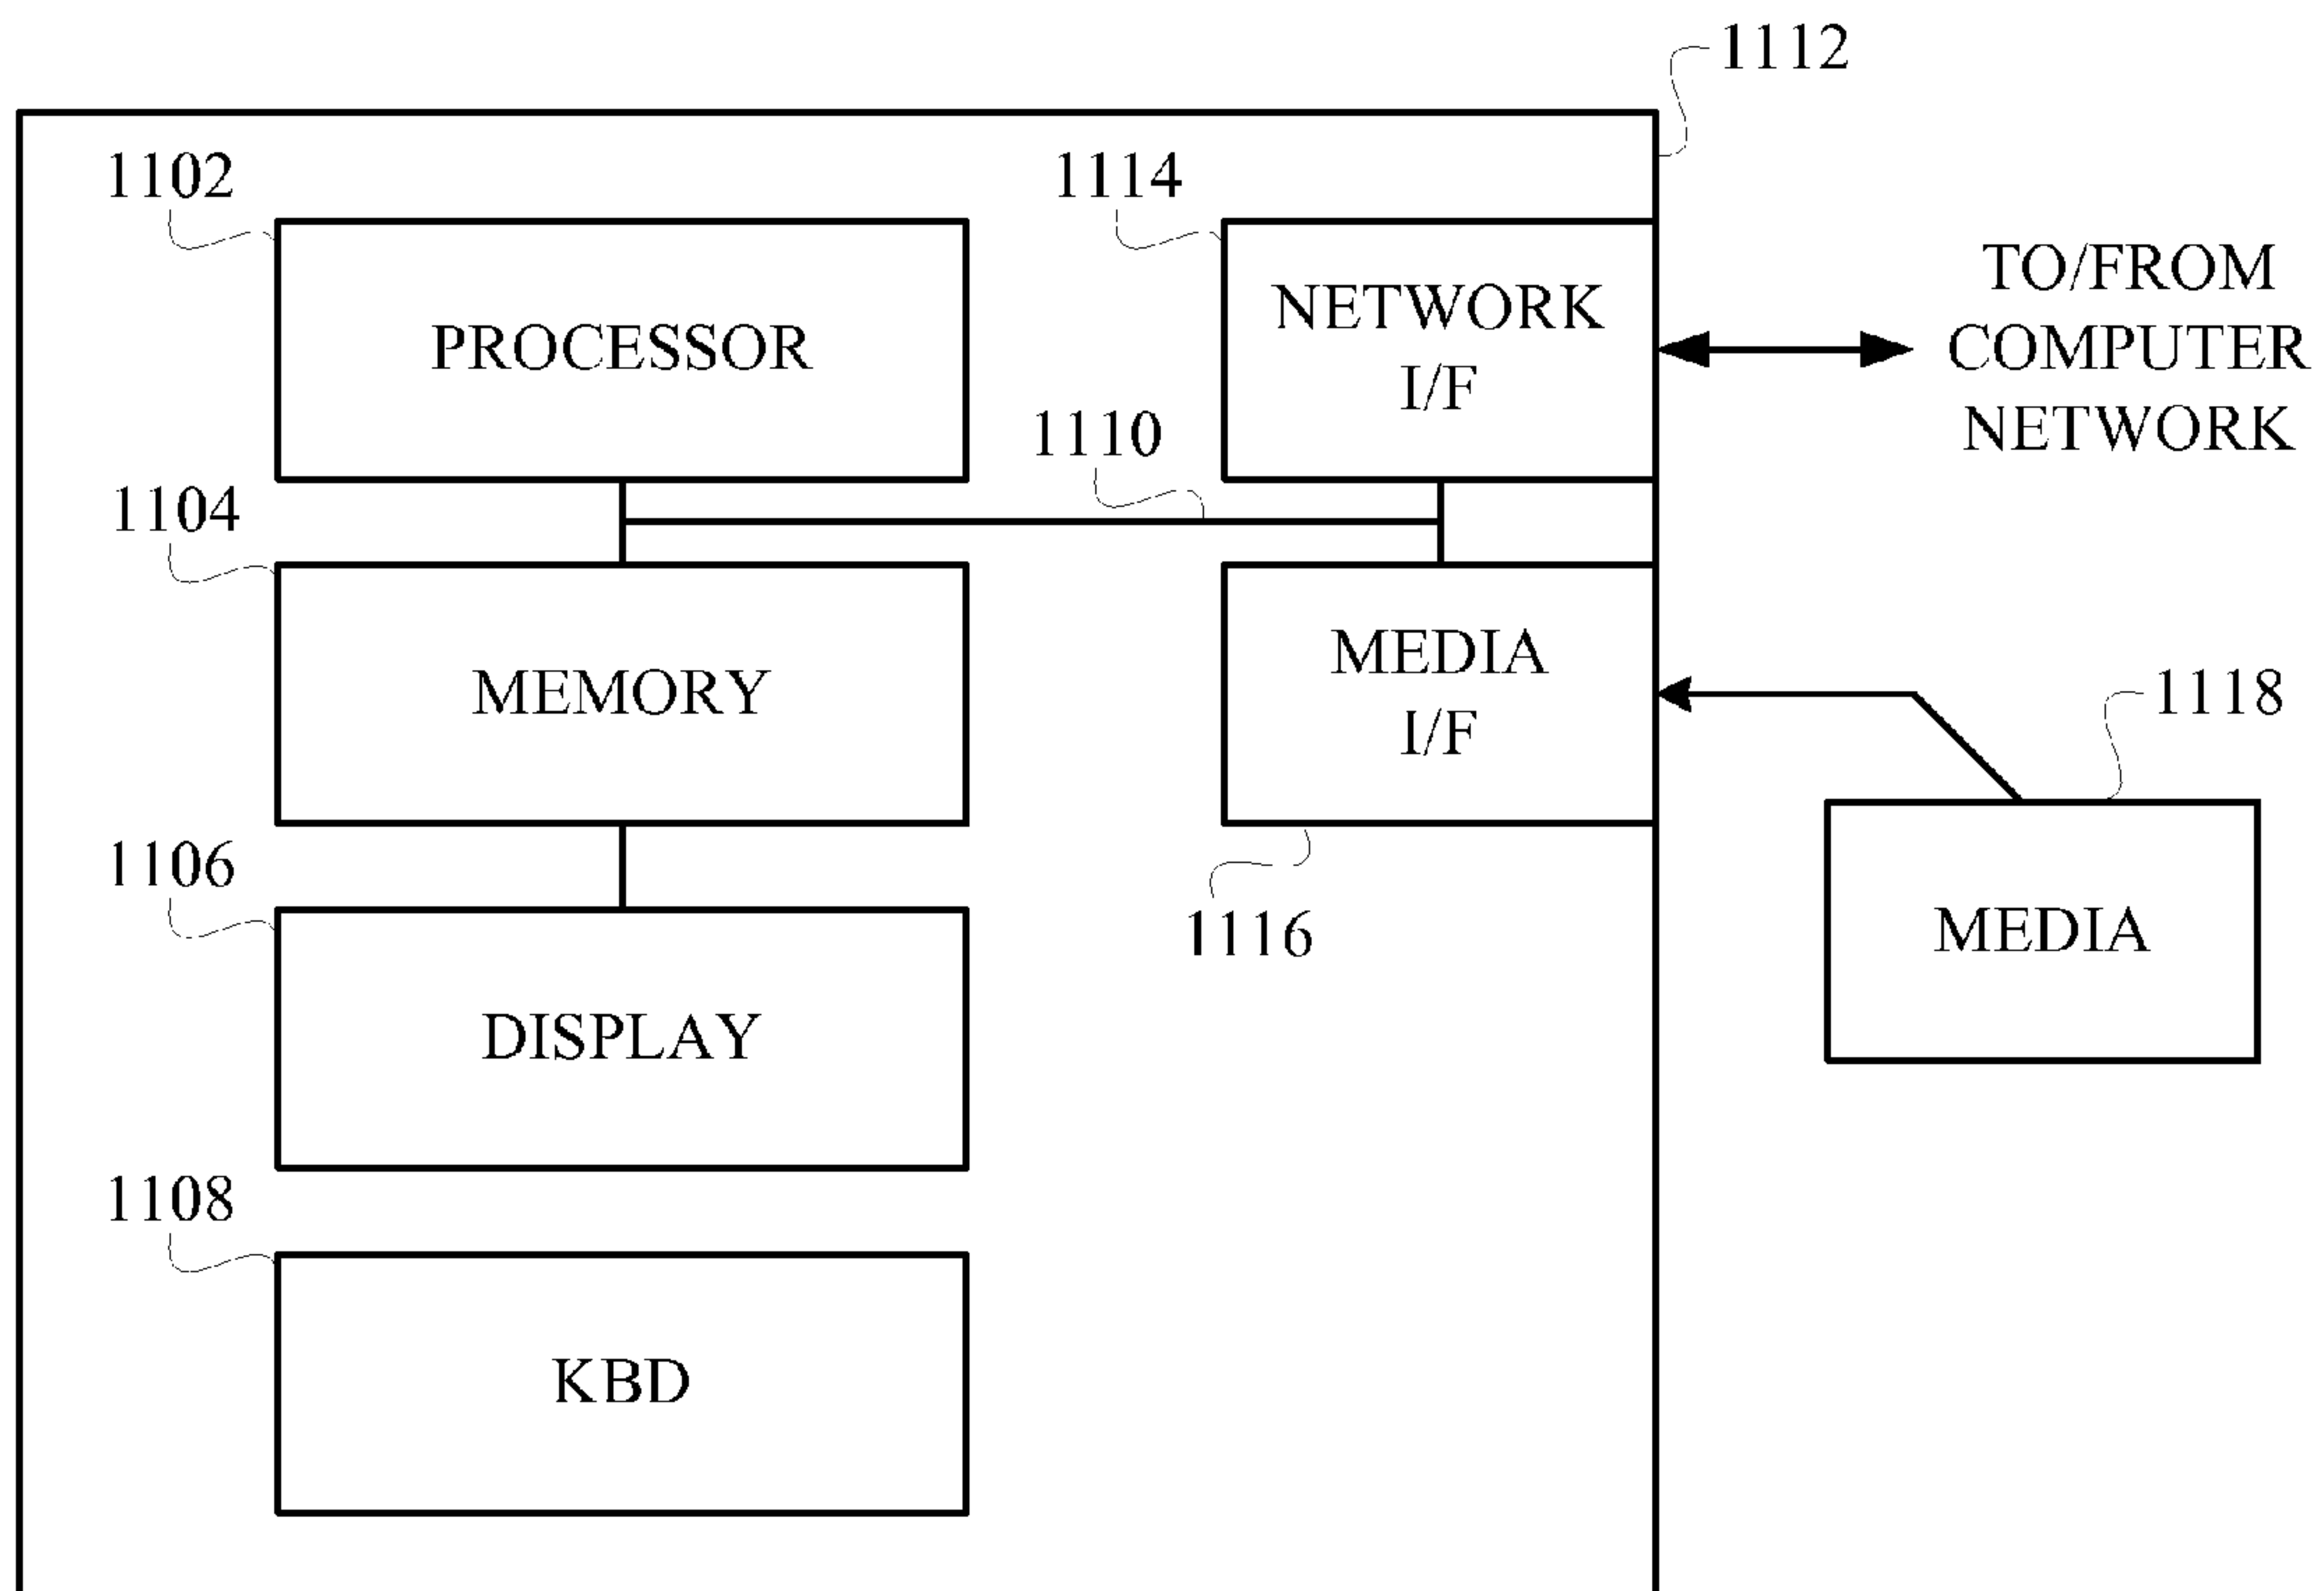 1112
1102
1114
PROCESSOR
NETWORK
I/F
TO/FROM
COMPUTER
NETWORK
1110
1104
MEMORY
MEDIA
I/F
1118
1106
1116
MEDIA
DISPLAY
1108
KBD